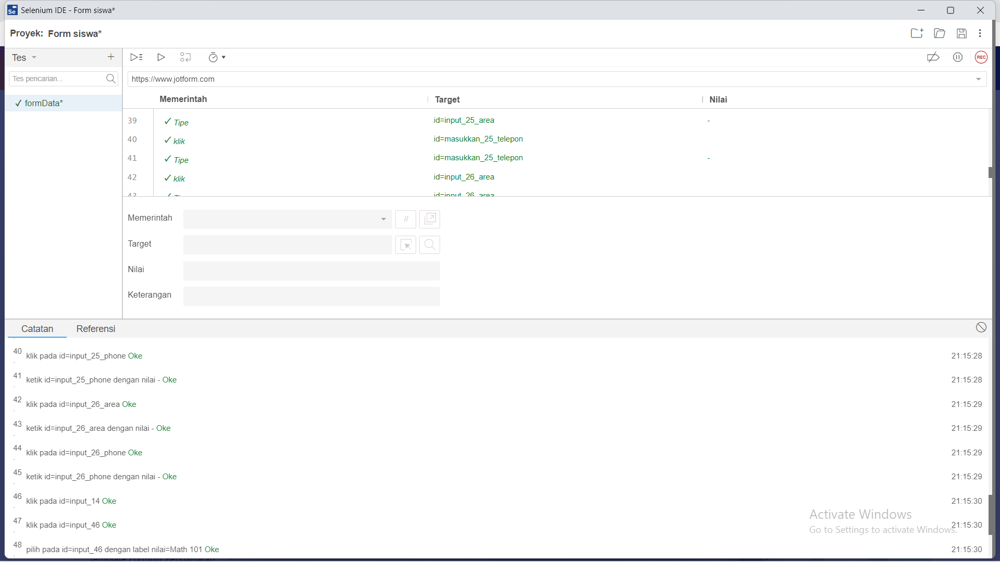 Selenium IDE - Form siswa*
Proyek: Form siswa*
Tes
Tes pencarian...
✓ formData*
REC
https://www.jotform.com
Memerintah Target Nilai
39 ✓ Tipe id=input_25_area -
40 ✓ klik id=masukkan_25_telepon
41 ✓ Tipe id=masukkan_25_telepon -
42 ✓ klik id=input_26_area
43 id=input_26_area
Memerintah
//
Target
Nilai
Keterangan
Catatan Referensi
40. klik pada id=input_25_phone Oke 21:15:28
41. ketik id=input_25_phone dengan nilai - Oke 21:15:28
42. klik pada id=input_26_area Oke 21:15:29
43. ketik id=input_26_area dengan nilai - Oke 21:15:29
44. klik pada id=input_26_phone Oke 21:15:29
45. ketik id=input_26_phone dengan nilai - Oke 21:15:29
46. klik pada id=input_14 Oke 21:15:30
Activate Windows
47. klik pada id=input_46 Oke 21:15:30
Go to Settings to activate Windows.
48. pilih pada id=input_46 dengan label nilai=Math 101 Oke 21:15:30